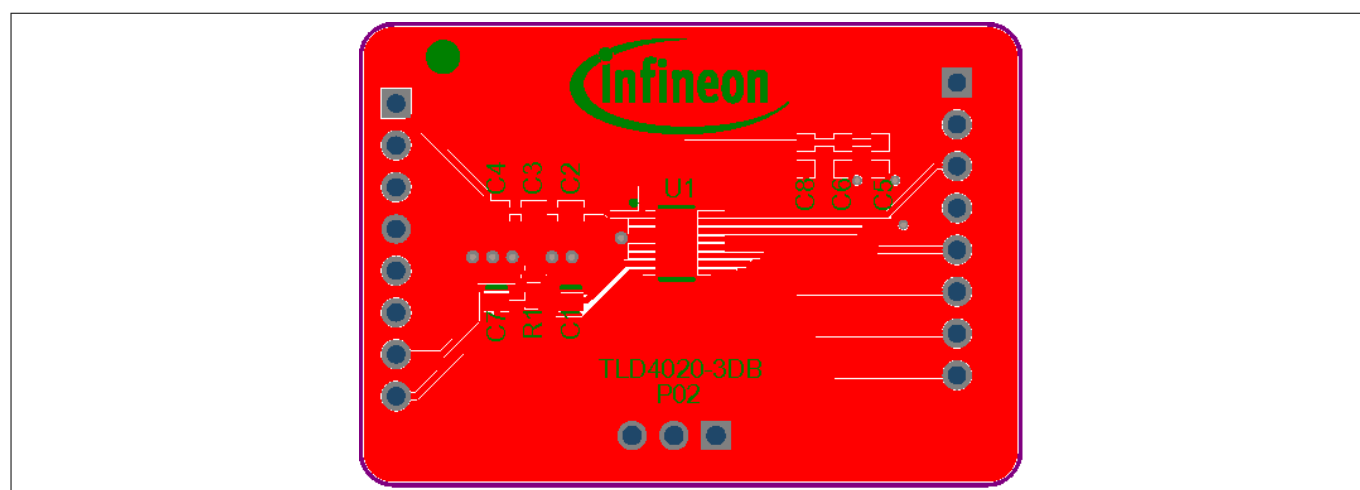 infineon
C4
C3
C2
U1
C8
C6
C5
C7
R1
C1
TLD4020-3DB
P02